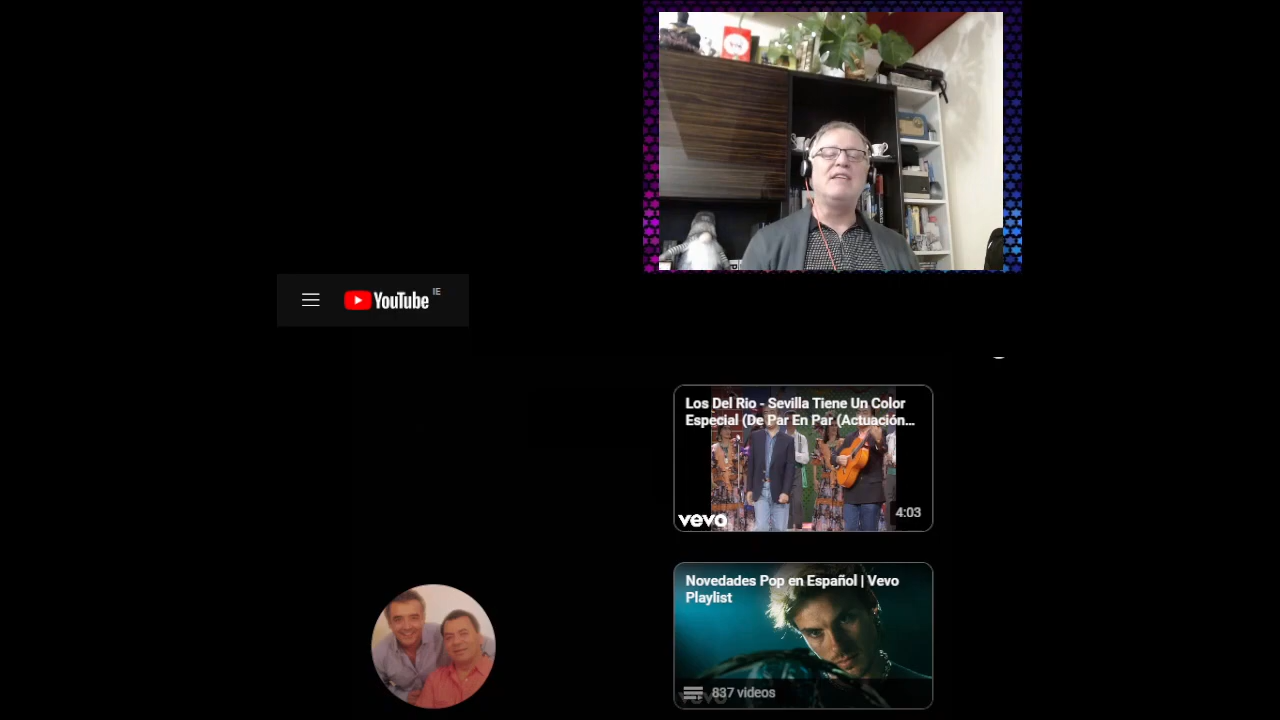 YouTube IE
Los Del Rio - Sevilla Tiene Un Color
Especial (De Par En Par (Actuación...
vevo
4:03
Novedades Pop en Español | Vevo
Playlist
837 videos
vevo